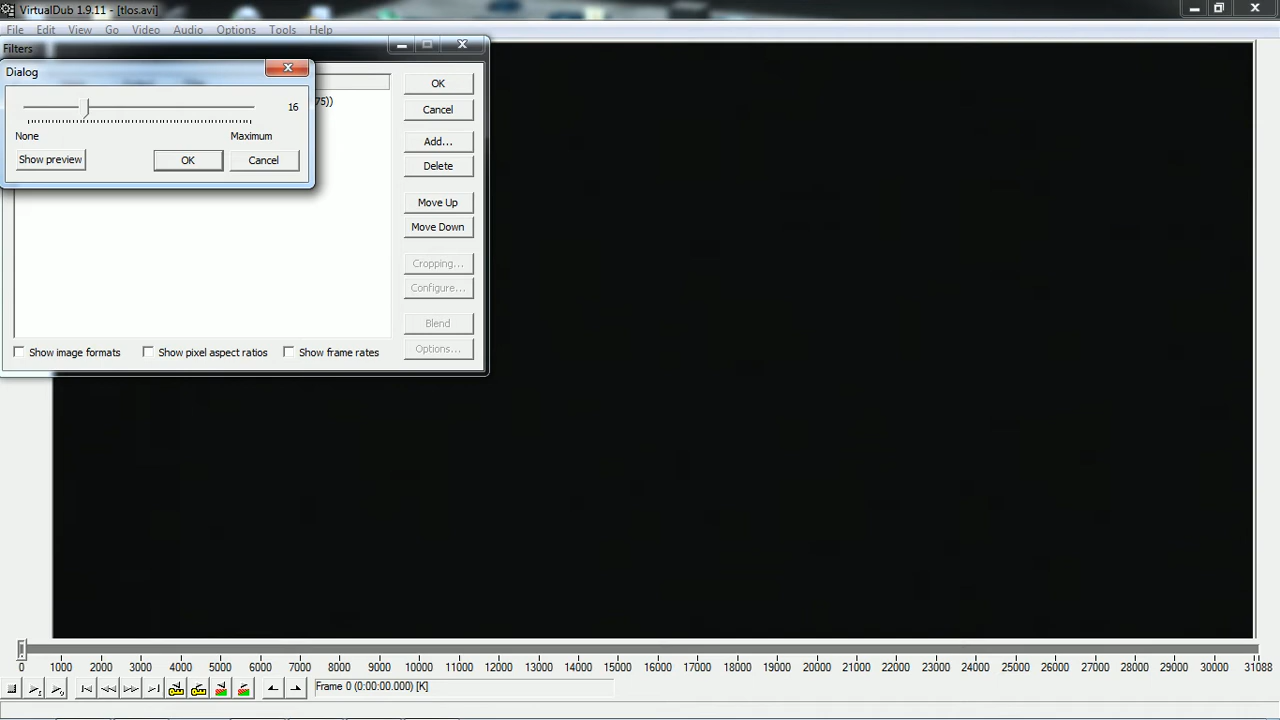 VirtualDub 1.9.11 - [tlos.avi]
File Edit View Go Video Audio Options Tools Help
Filters
Dialog
16
None Maximum
Show preview OK Cancel
75))
OK
Cancel
Add...
Delete
Move Up
Move Down
Cropping...
Configure...
Blend
Options...
Show image formats Show pixel aspect ratios Show frame rates
0 1000 2000 3000 4000 5000 6000 7000 8000 9000 10000 11000 12000 13000 14000 15000 16000 17000 18000 19000 20000 21000 22000 23000 24000 25000 26000 27000 28000 29000 30000 31088
Frame 0 (0:00:00.000) [K]